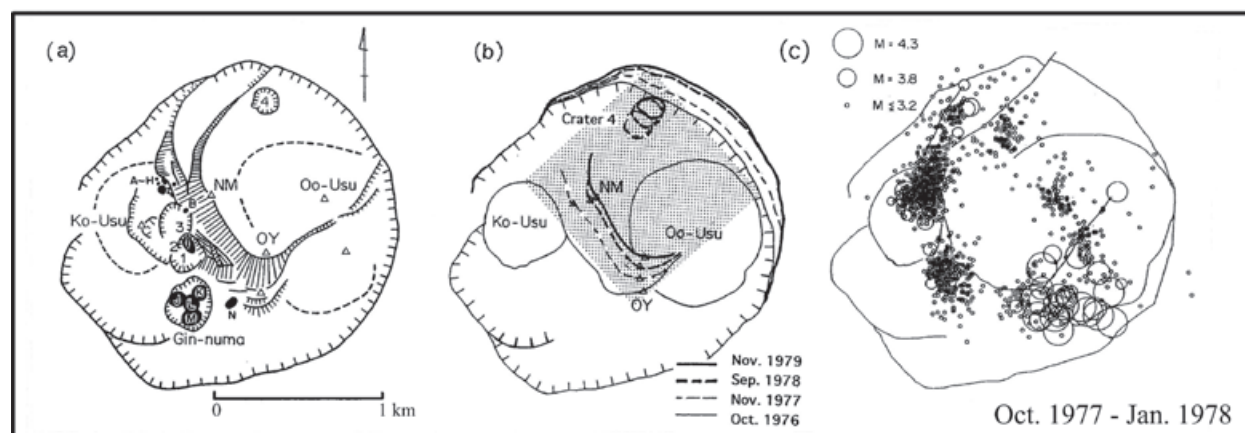 (a)
4
A-H
NM
B
Oo-Usu
Ko-Usu
3
OY
2
1
J
K
L
M
N
Gin-numa
0 1 km
(b)
Crater 4
NM
Ko-Usu
Oo-Usu
OY
Nov. 1979
Sep. 1978
Nov. 1977
Oct. 1976
(c)
M = 4.3
M = 3.8
M ≦ 3.2
Oct. 1977 - Jan. 1978